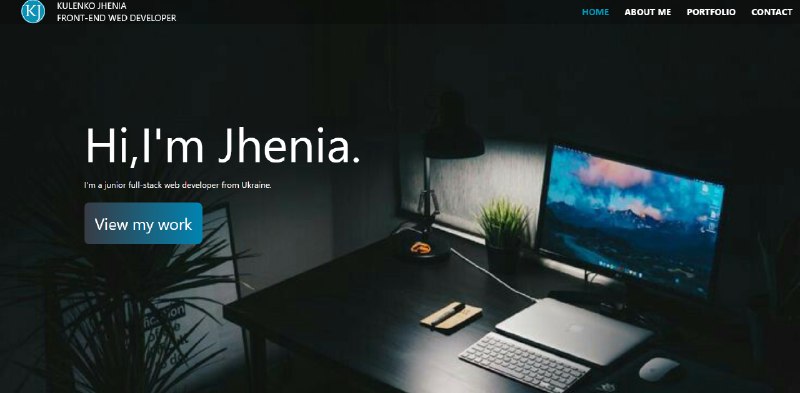 KJ
KULENKO JHENIA
FRONT-END WED DEVELOPER
HOME ABOUT ME PORTFOLIO CONTACT
Hi,I'm Jhenia.
I'm a junior full-stack web developer from Ukraine.
View my work